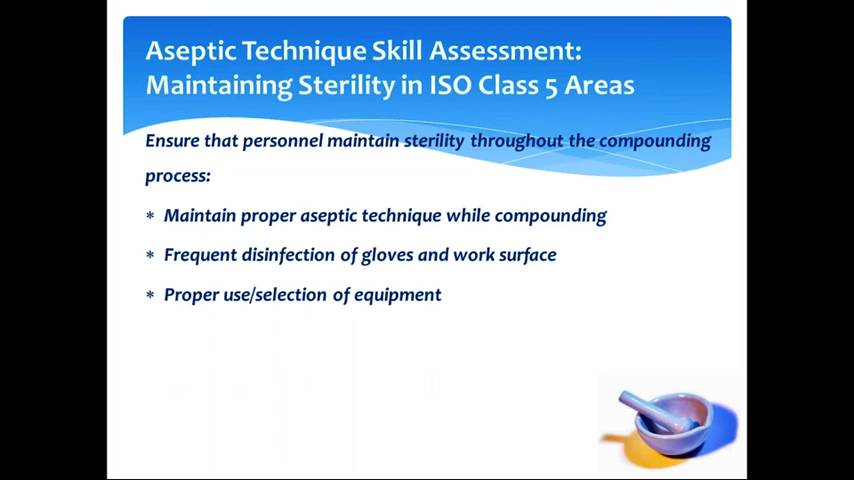 Aseptic Technique Skill Assessment:
Maintaining Sterility in ISO Class 5 Areas
Ensure that personnel maintain sterility throughout the compounding
process:
* Maintain proper aseptic technique while compounding
* Frequent disinfection of gloves and work surface
* Proper use/selection of equipment